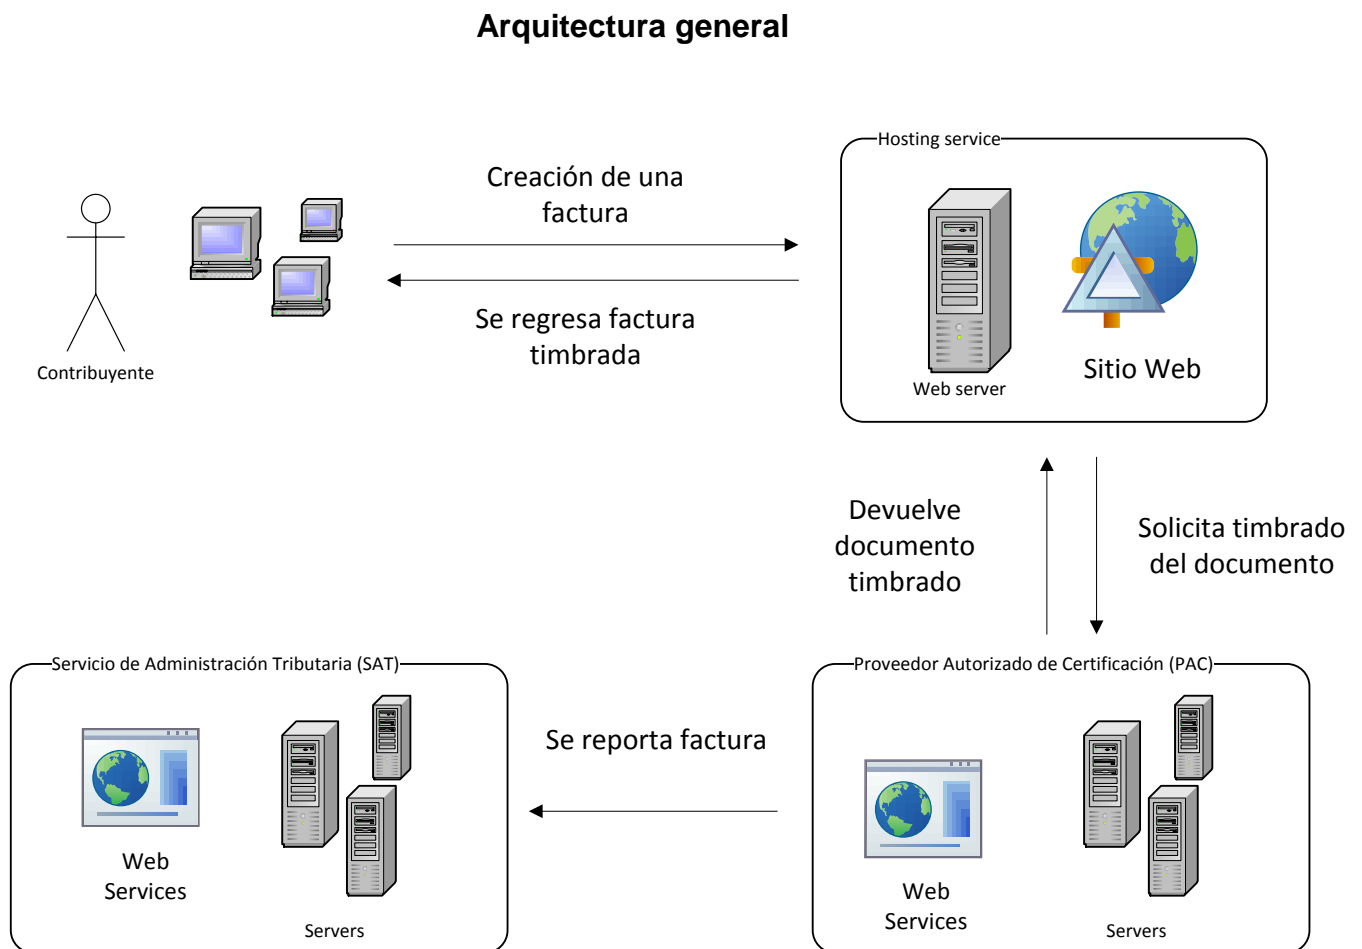 Arquitectura general
Hosting service
Creación de una
factura
Se regresa factura
timbrada
Contribuyente
Web server
Sitio Web
Devuelve
documento
timbrado
Solicita timbrado
del documento
Servicio de Administración Tributaria (SAT)
Proveedor Autorizado de Certificación (PAC)
Se reporta factura
Web
Services
Servers
Web
Services
Servers